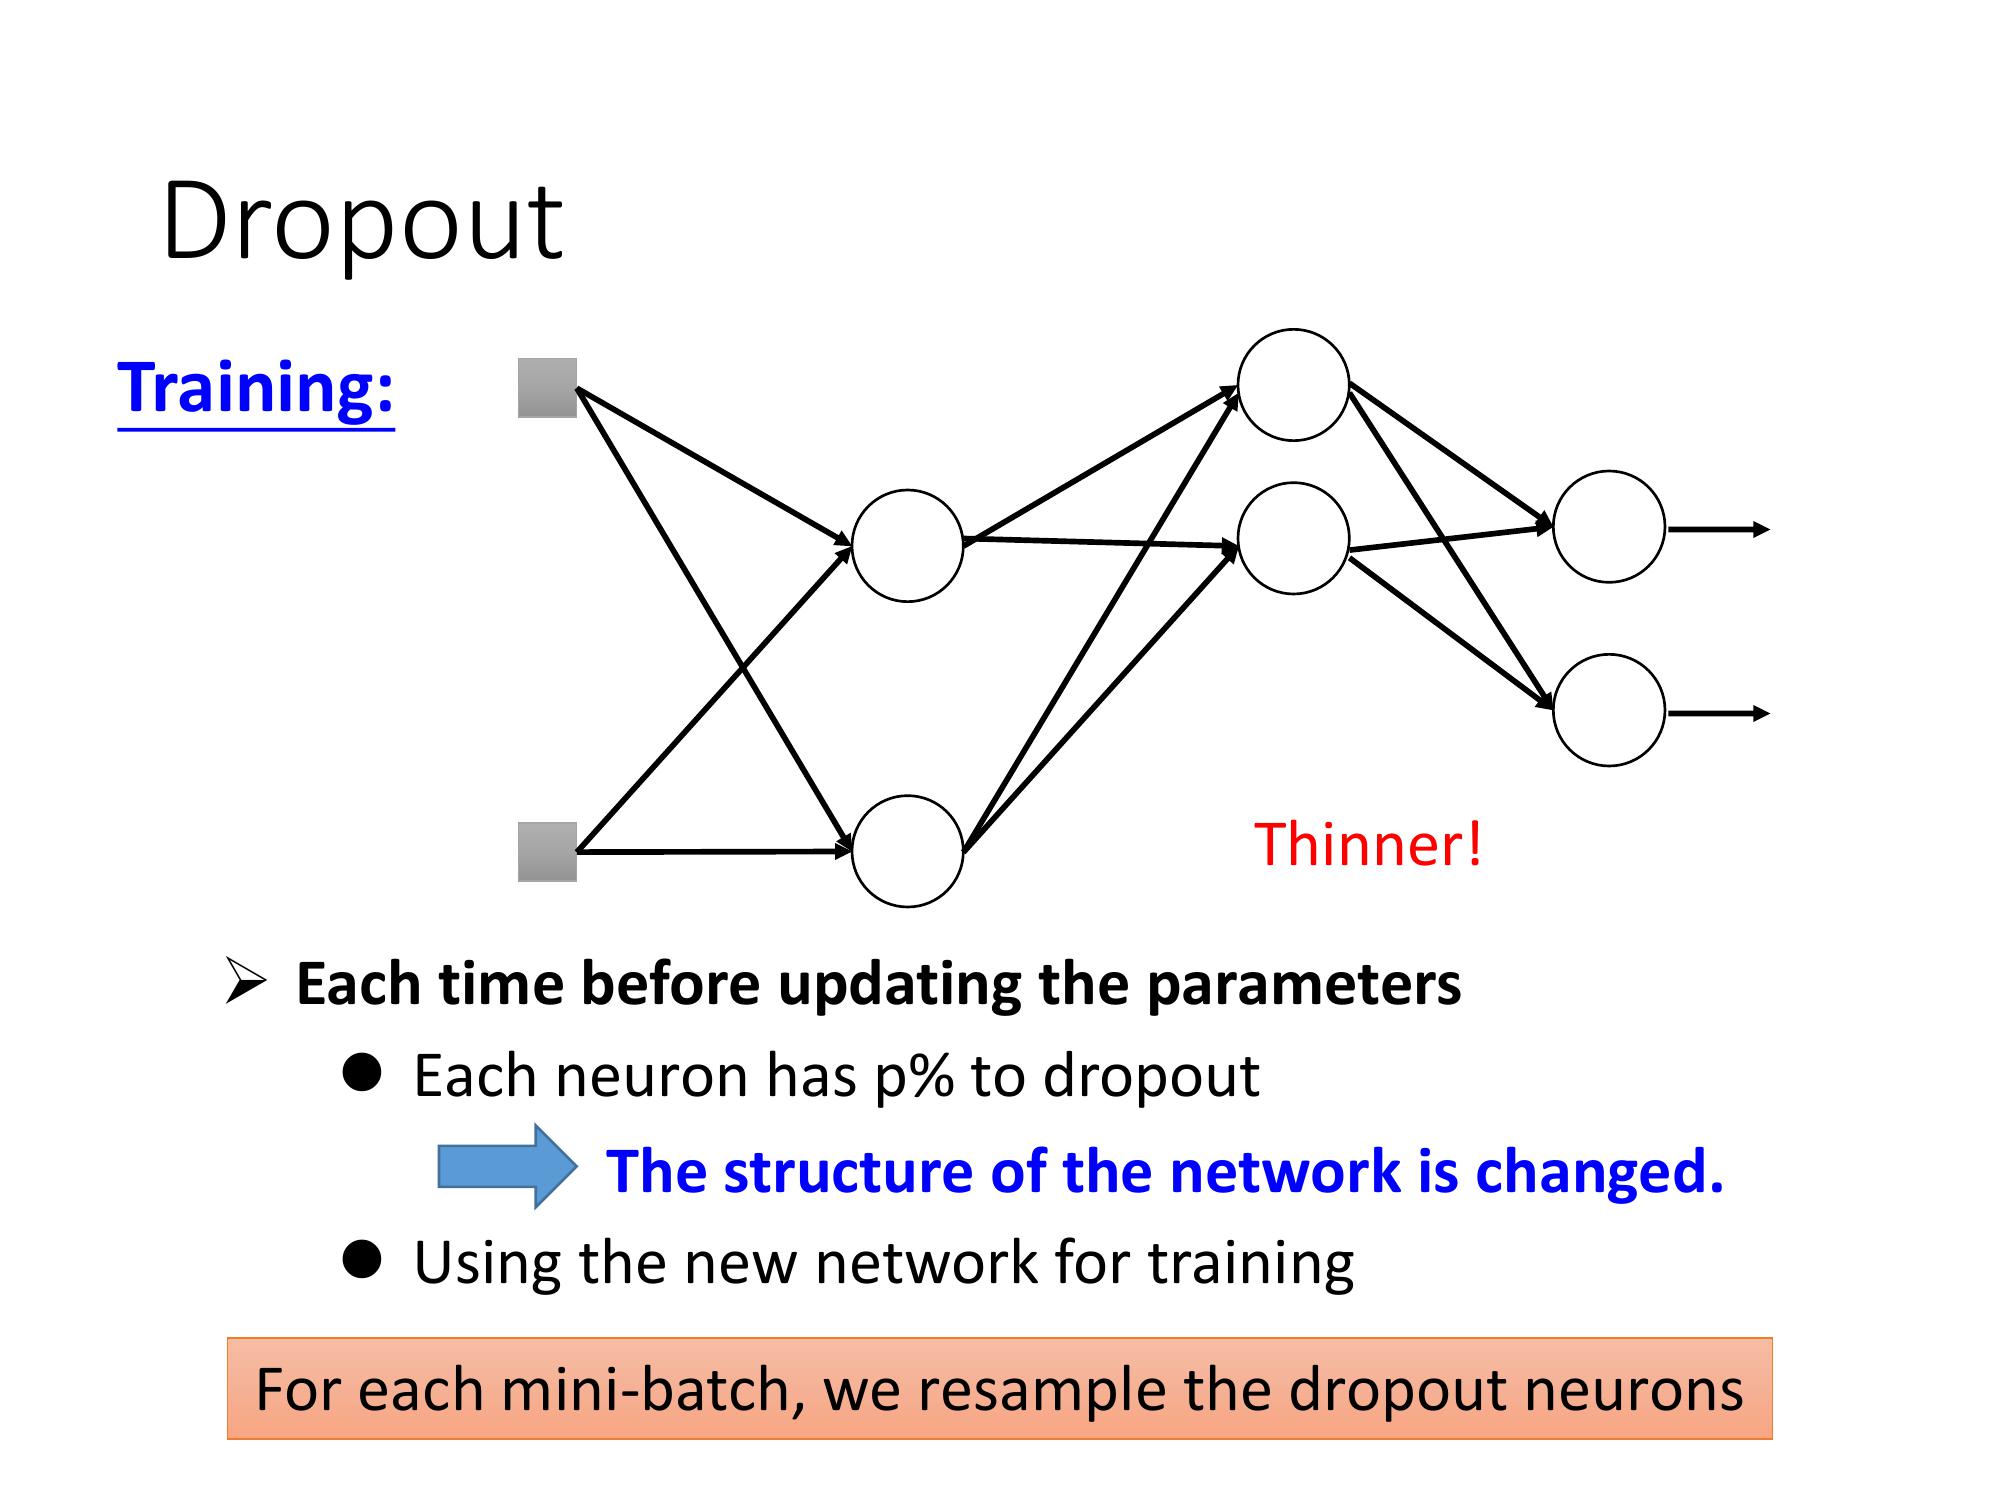 Dropout
Training:
Thinner!
Each time before updating the parameters
Each neuron has p% to dropout
The structure of the network is changed.
Using the new network for training
For each mini-batch, we resample the dropout neurons